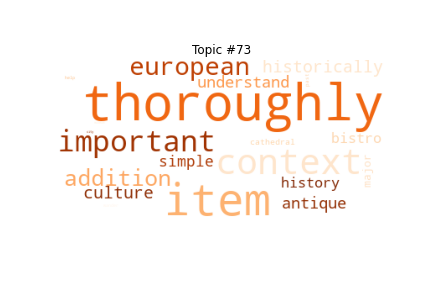 Topic #73
european historically
understand
thoroughly
important bistro
cathedral
simple context major
addition
culture history
item antique